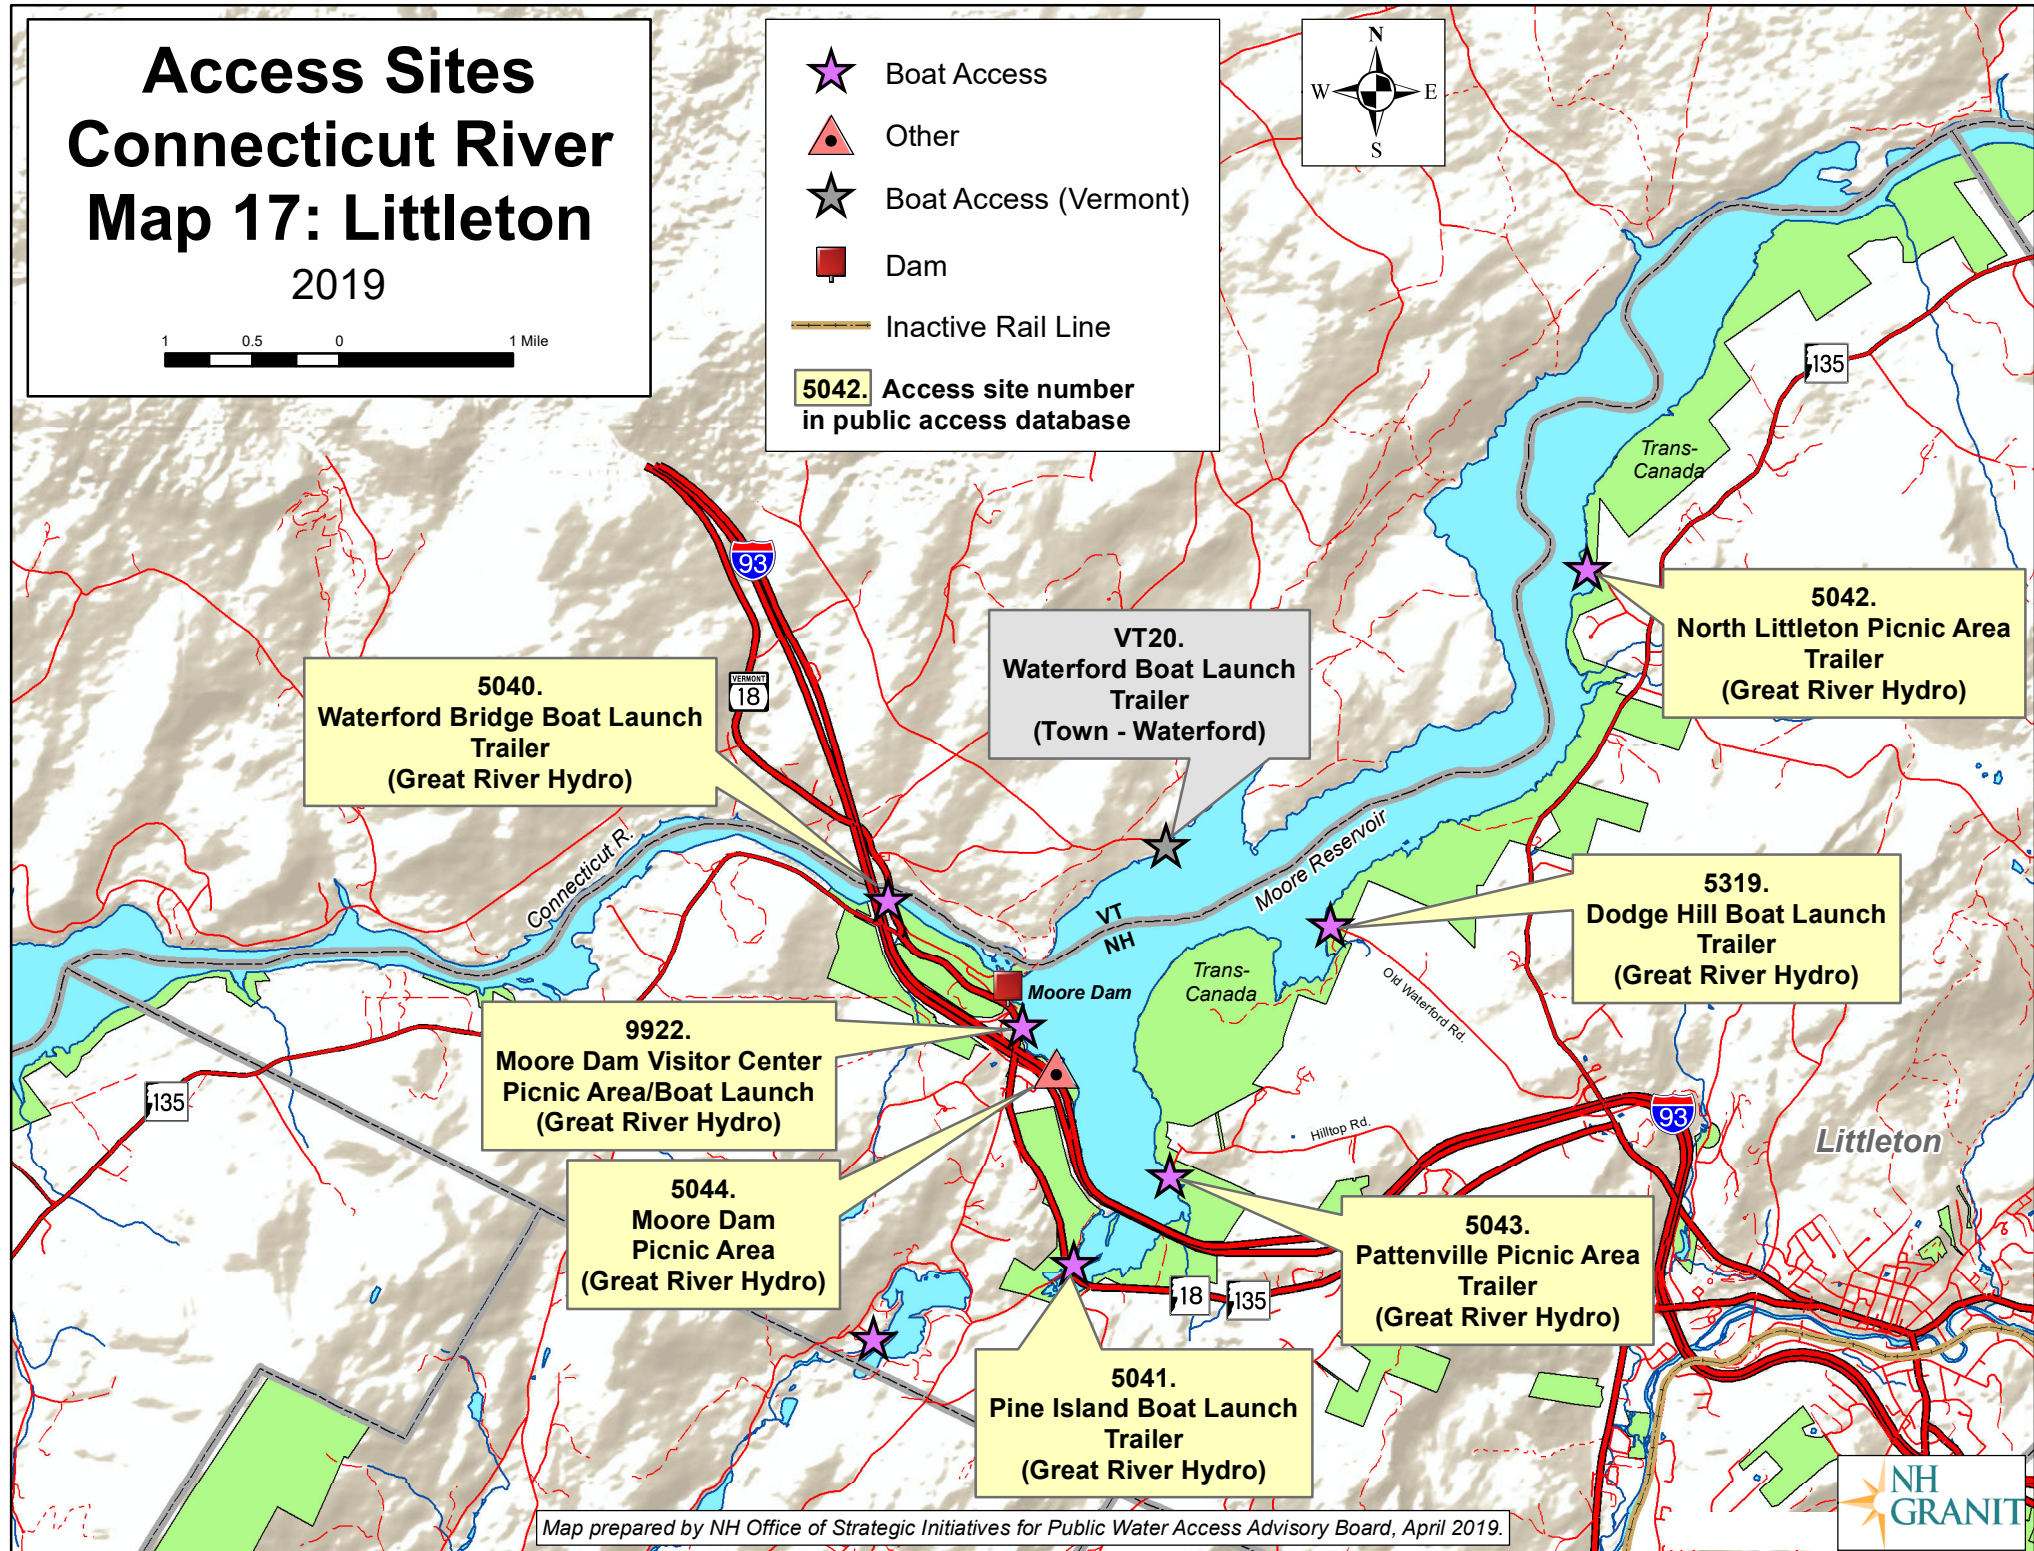 Access Sites
Connecticut River
Map 17: Littleton
2019
1 0.5 0 1 Mile
Boat Access
Other
Boat Access (Vermont)
Dam
Inactive Rail Line
5042. Access site number
in public access database
N
W E
S
135
Trans-
Canada
93
5042.
North Littleton Picnic Area
Trailer
(Great River Hydro)
VT20.
Waterford Boat Launch
Trailer
(Town - Waterford)
VERMONT
18
5040.
Waterford Bridge Boat Launch
Trailer
(Great River Hydro)
Connecticut R.
Moore Reservoir
VT
NH
5319.
Dodge Hill Boat Launch
Trailer
(Great River Hydro)
Trans-
Canada
Moore Dam
Old Waterford Rd.
9922.
Moore Dam Visitor Center
Picnic Area/Boat Launch
(Great River Hydro)
135
Hilltop Rd.
93
Littleton
5044.
Moore Dam
Picnic Area
(Great River Hydro)
5043.
Pattenville Picnic Area
Trailer
(Great River Hydro)
18
135
5041.
Pine Island Boat Launch
Trailer
(Great River Hydro)
NH
GRANIT
Map prepared by NH Office of Strategic Initiatives for Public Water Access Advisory Board, April 2019.